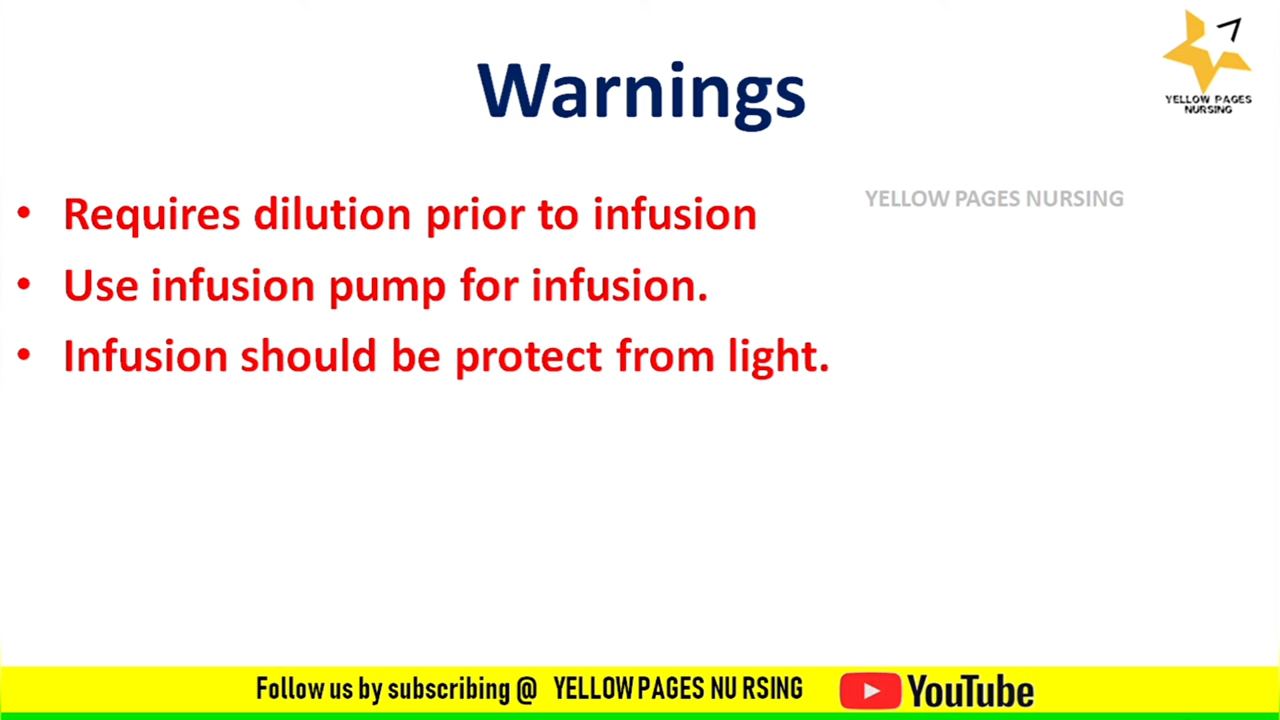 Warnings
YELLOW PAGES
NURSING
YELLOW PAGES NURSING
• Requires dilution prior to infusion
• Use infusion pump for infusion.
• Infusion should be protect from light.
Follow us by subscribing @ YELLOW PAGES NU RSING YouTube